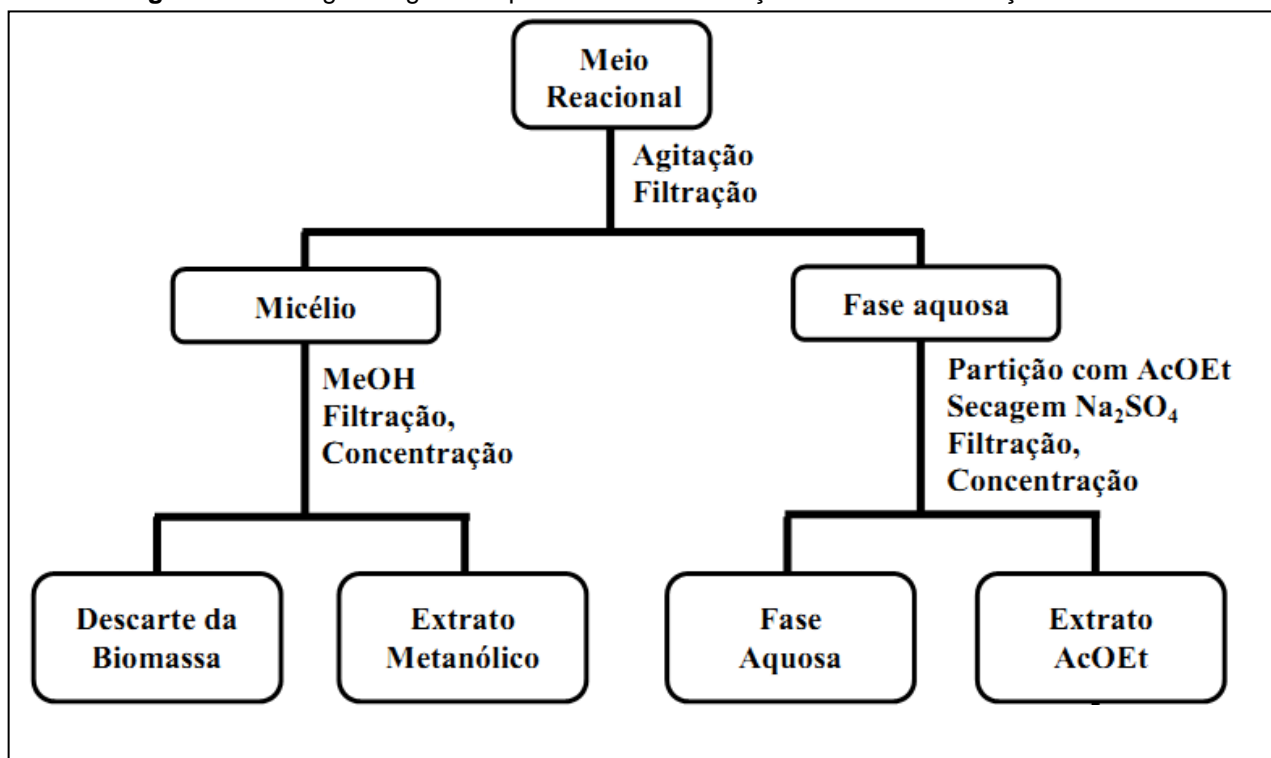 Meio
Reacional
Agitação
Filtração
Micélio
Fase aquosa
MeOH
Filtração,
Concentração
Partição com AcOEt
Secagem Na₂SO₄
Filtração,
Concentração
Descarte da
Biomassa
Extrato
Metanólico
Fase
Aquosa
Extrato
AcOEt